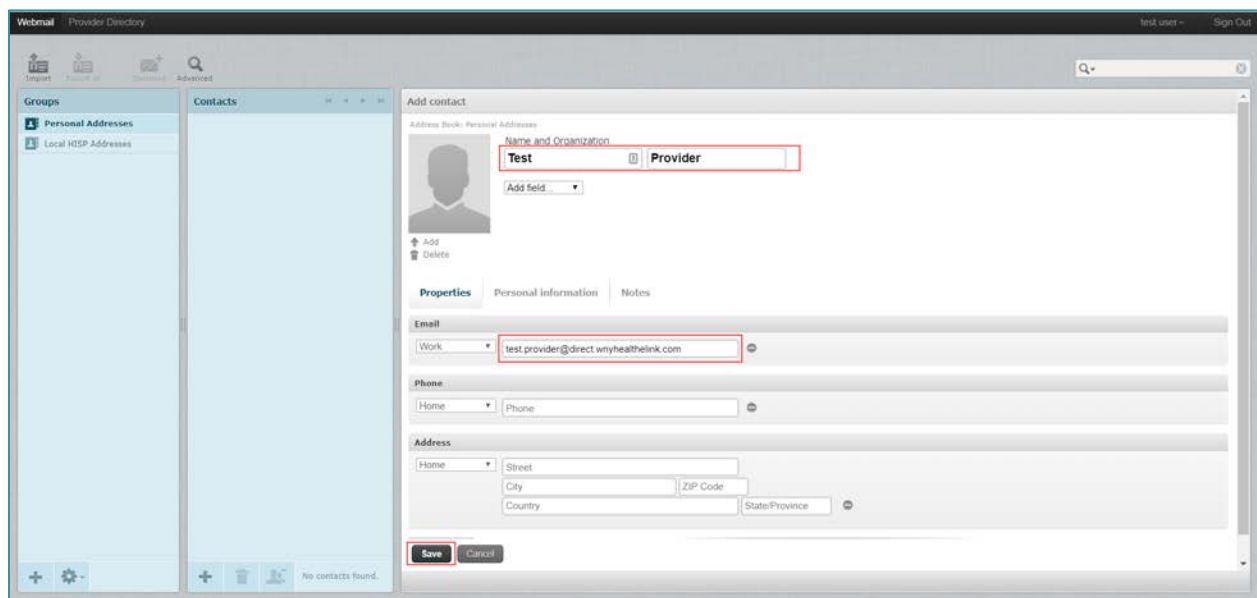 Webmail Provider Directory test user Sign Out
Import Advanced
Groups
Personal Addresses
Local HISP Addresses
Contacts
No contacts found.
Add contact
Address Book: Personal Addresses
Name and Organization
Test Provider
Add field...
Add
Delete
Properties Personal information Notes
Email
Work test.provider@direct.wnyhealthelink.com
Phone
Home Phone
Address
Home Street
City ZIP Code
Country State/Province
Save Cancel